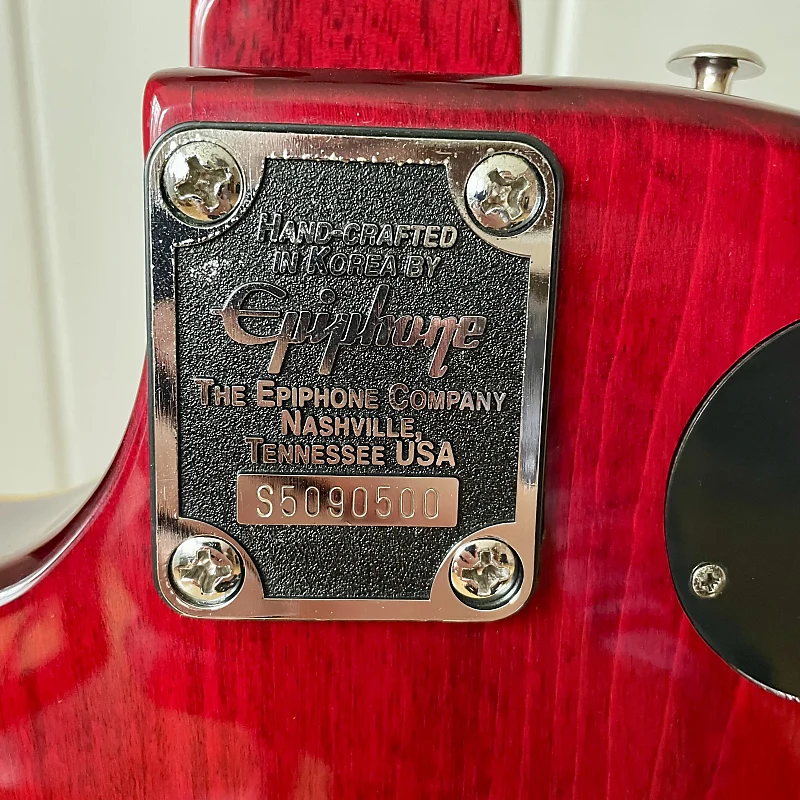 HAND-CRAFTED
IN KOREA BY
Epiphone
THE EPIPHONE COMPANY
NASHVILLE,
TENNESSEE USA
S5090500